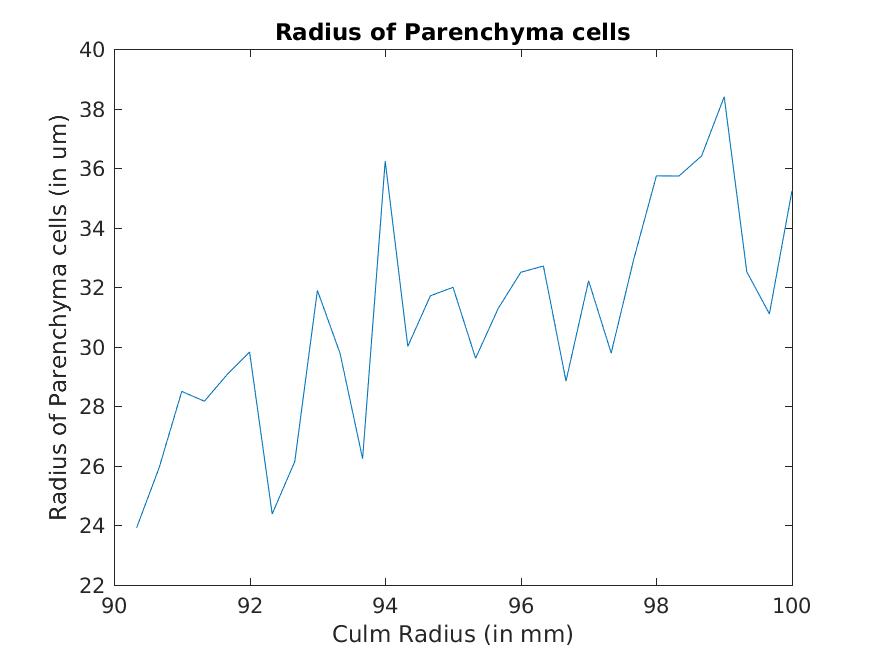 Radius of Parenchyma cells
40
38
36
34
32
30
28
26
24
22
Radius of Parenchyma cells (in um)
90 92 94 96 98 100
Culm Radius (in mm)